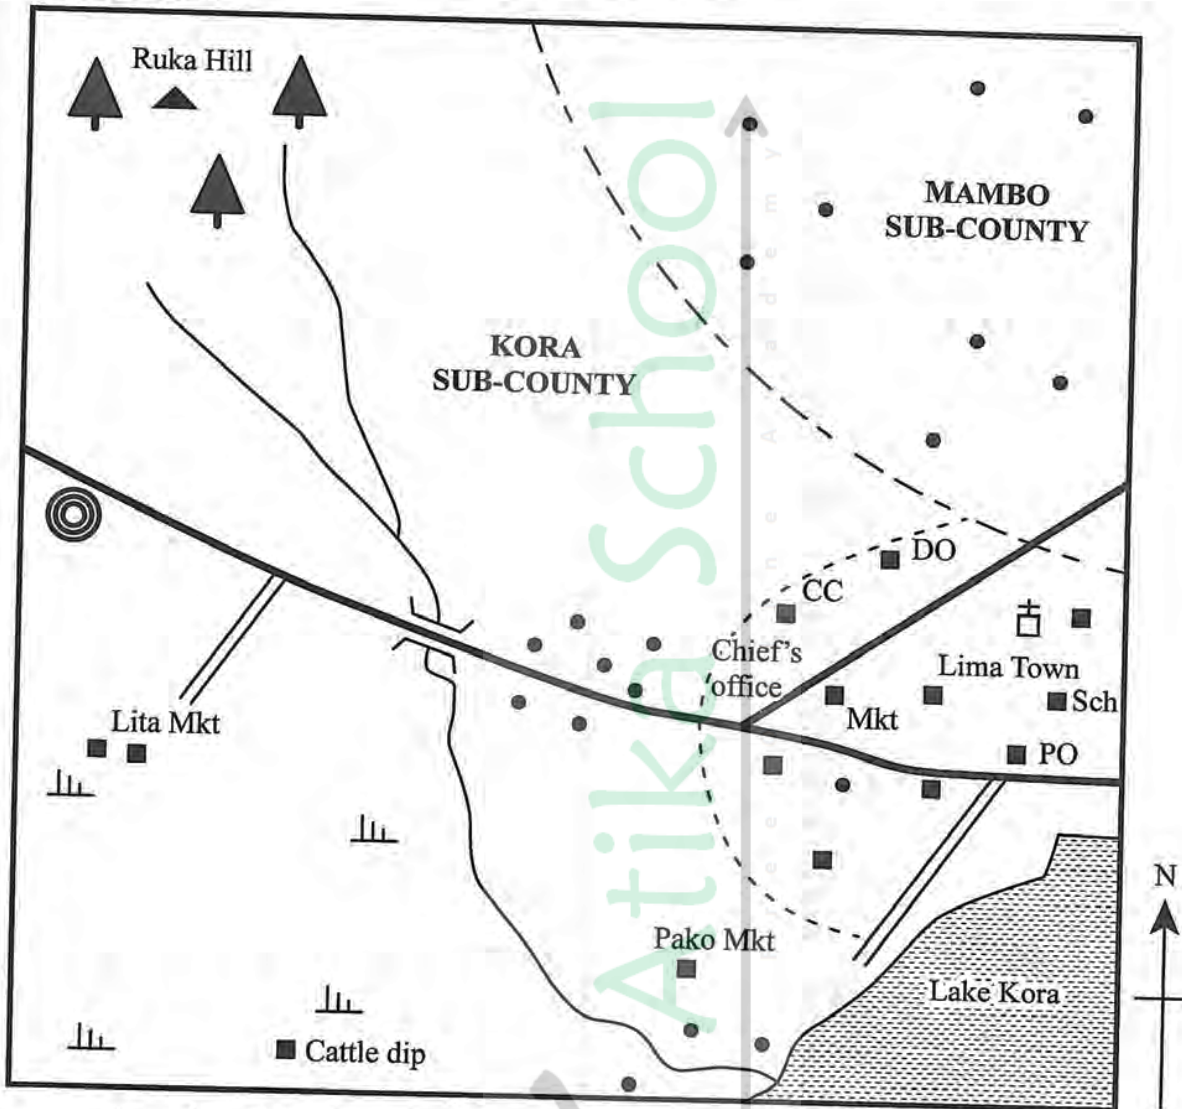 Ruka Hill
MAMBO
SUB-COUNTY
KORA
SUB-COUNTY
DO
CC
Chief's
office
Lima Town
Mkt
Sch
PO
Lita Mkt
Pako Mkt
Lake Kora
Cattle dip
N
Atika School